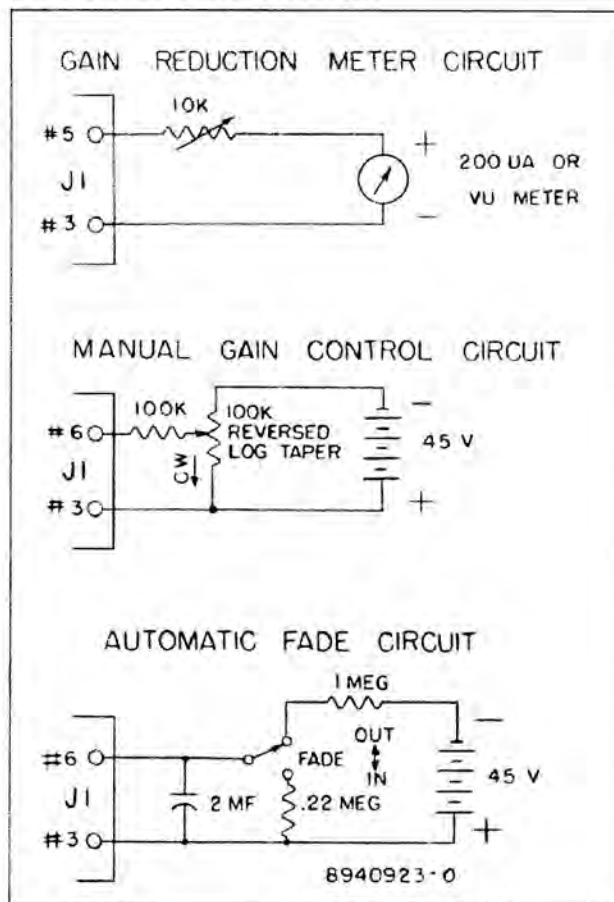 GAIN REDUCTION METER CIRCUIT
10K
#5
+
J1
200 UA OR
VU METER
#3
−
MANUAL GAIN CONTROL CIRCUIT
100K
100K
REVERSED
LOG TAPER
−
#6
J1
CW
45 V
#3
+
AUTOMATIC FADE CIRCUIT
1 MEG
−
OUT
#6
FADE
IN
J1
2 MF
.22 MEG
45 V
#3
+
8940923-0